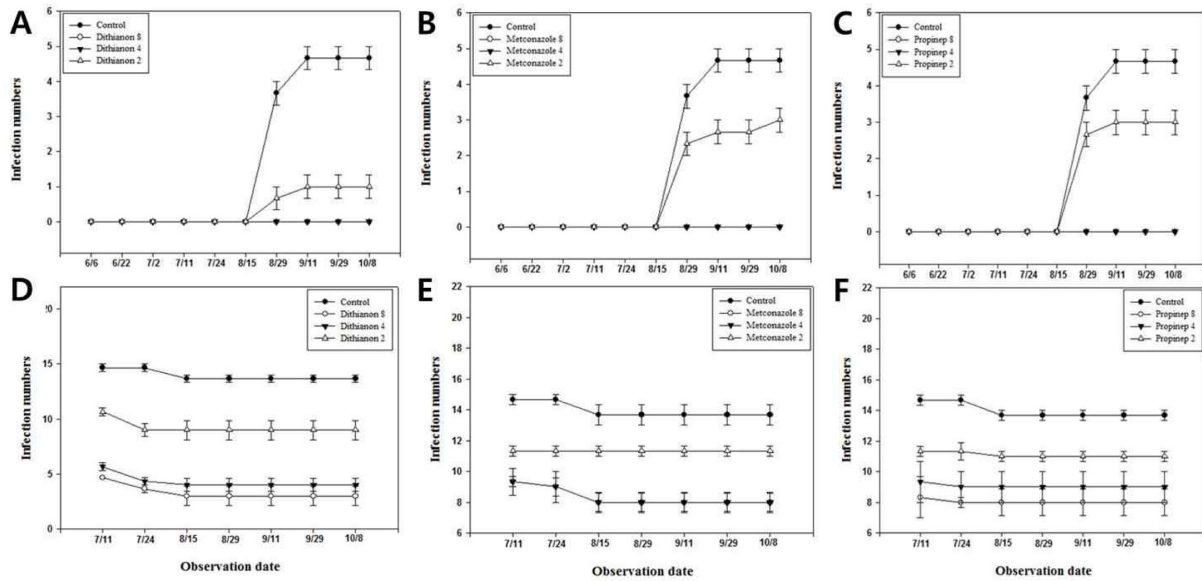 A
Control
Dithianon 8
Dithianon 4
Dithianon 2
Infection numbers
6
5
4
3
2
1
0
6/6 6/22 7/2 7/11 7/24 8/15 8/29 9/11 9/29 10/8
B
Control
Metconazole 8
Metconazole 4
Metconazole 2
Infection numbers
6
5
4
3
2
1
0
6/6 6/22 7/2 7/11 7/24 8/15 8/29 9/11 9/29 10/8
C
Control
Propinep 8
Propinep 4
Propinep 2
Infection numbers
6
5
4
3
2
1
0
6/6 6/22 7/2 7/11 7/24 8/15 8/29 9/11 9/29 10/8
D
Control
Dithianon 8
Dithianon 4
Dithianon 2
Infection numbers
20
15
10
5
0
7/11 7/24 8/15 8/29 9/11 9/29 10/8
Observation date
E
Control
Metconazole 8
Metconazole 4
Metconazole 2
Infection numbers
22
20
18
16
14
12
10
8
6
7/11 7/24 8/15 8/29 9/11 9/29 10/8
Observation date
F
Control
Propinep 8
Propinep 4
Propinep 2
Infection numbers
22
20
18
16
14
12
10
8
6
7/11 7/24 8/15 8/29 9/11 9/29 10/8
Observation date